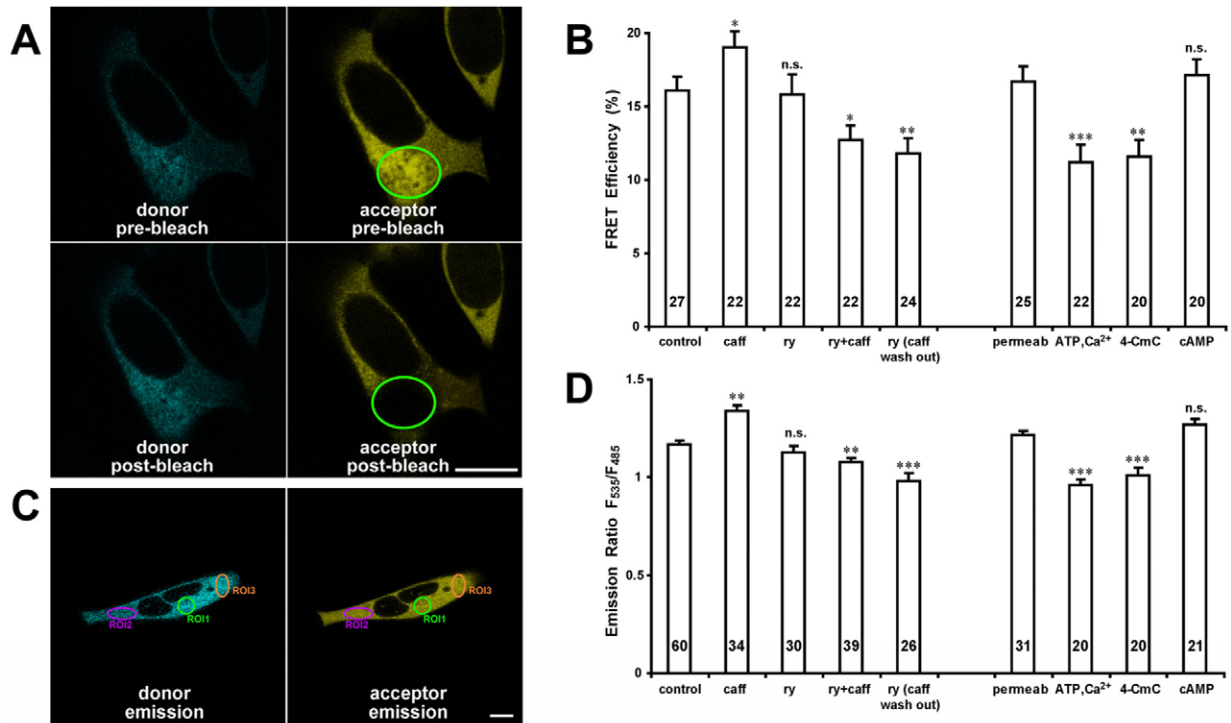 A
donor
pre-bleach
acceptor
pre-bleach
donor
post-bleach
acceptor
post-bleach
B
FRET Efficiency (%)
20
15
10
5
0
*
n.s.
*
**
***
**
n.s.
27
22
22
22
24
25
22
20
20
control
caff
ry
ry+caff
ry (caff
wash out)
permeab
ATP,Ca²⁺
4-CmC
cAMP
C
ROI3
ROI2
ROI1
donor
emission
ROI3
ROI2
ROI1
acceptor
emission
D
Emission Ratio F₅₃₅/F₄₈₅
1.5
1
0.5
0
**
n.s.
**
***
***
***
n.s.
60
34
30
39
26
31
20
20
21
control
caff
ry
ry+caff
ry (caff
wash out)
permeab
ATP,Ca²⁺
4-CmC
cAMP